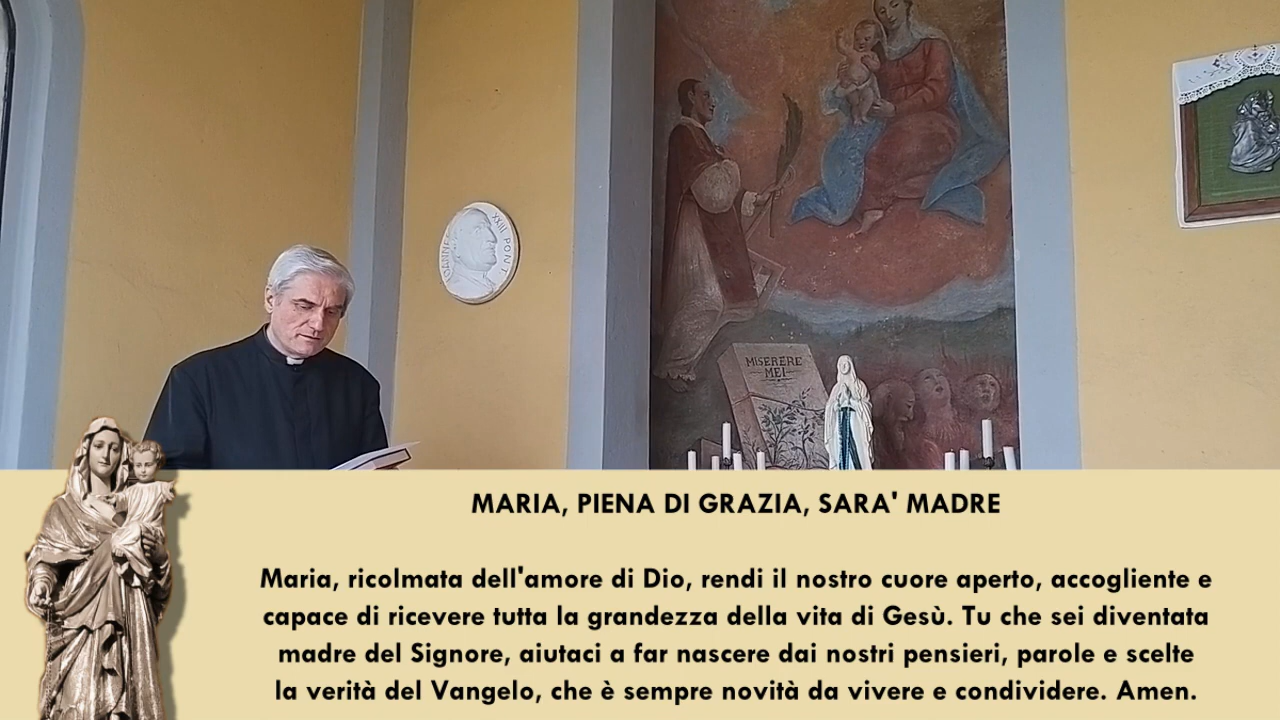 XXIII PONT
MISERERE
MEI
MARIA, PIENA DI GRAZIA, SARA' MADRE
Maria, ricolmata dell'amore di Dio, rendi il nostro cuore aperto, accogliente e
capace di ricevere tutta la grandezza della vita di Gesù. Tu che sei diventata
madre del Signore, aiutaci a far nascere dai nostri pensieri, parole e scelte
la verità del Vangelo, che è sempre novità da vivere e condividere. Amen.